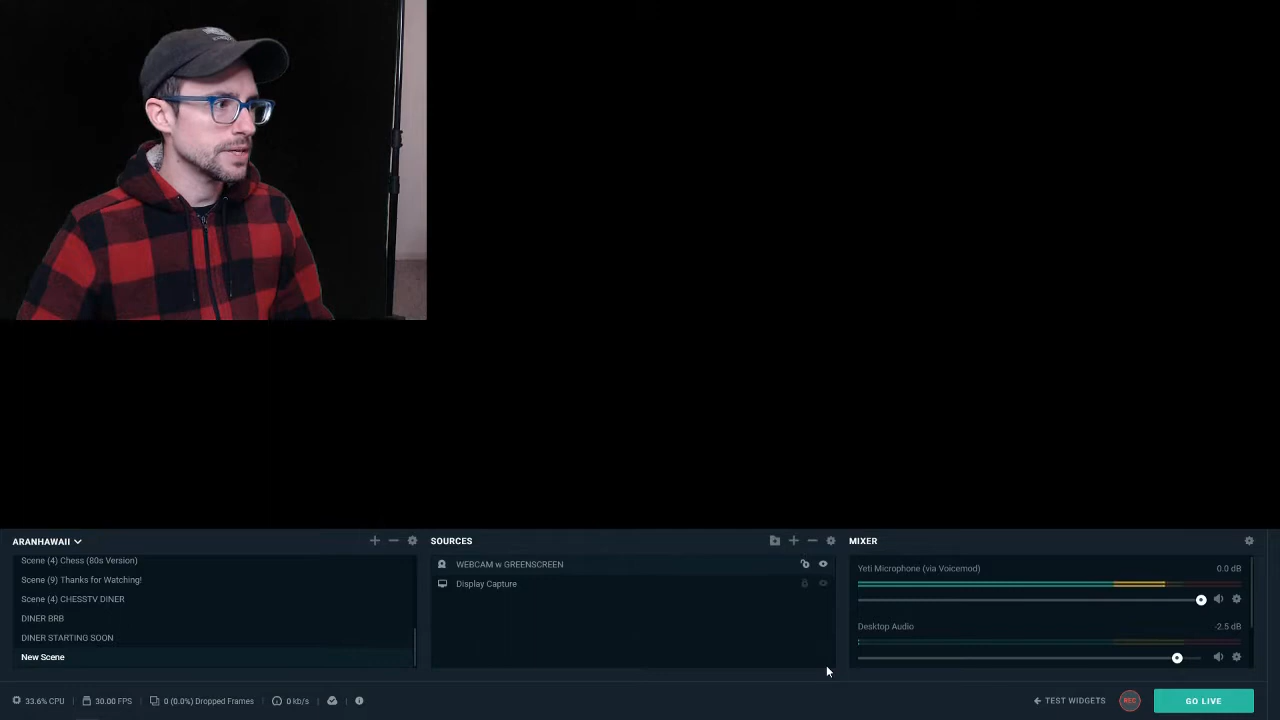 ARANHAWAII
SOURCES
MIXER
Scene (4) Chess (80s Version)
Scene (9) Thanks for Watching!
Scene (4) CHESSTV DINER
DINER BRB
DINER STARTING SOON
New Scene
WEBCAM w GREENSCREEN
Display Capture
Yeti Microphone (via Voicemod)
0.0 dB
Desktop Audio
-2.5 dB
33.6% CPU
30.00 FPS
0 (0.0%) Dropped Frames
0 kb/s
TEST WIDGETS
REC
GO LIVE